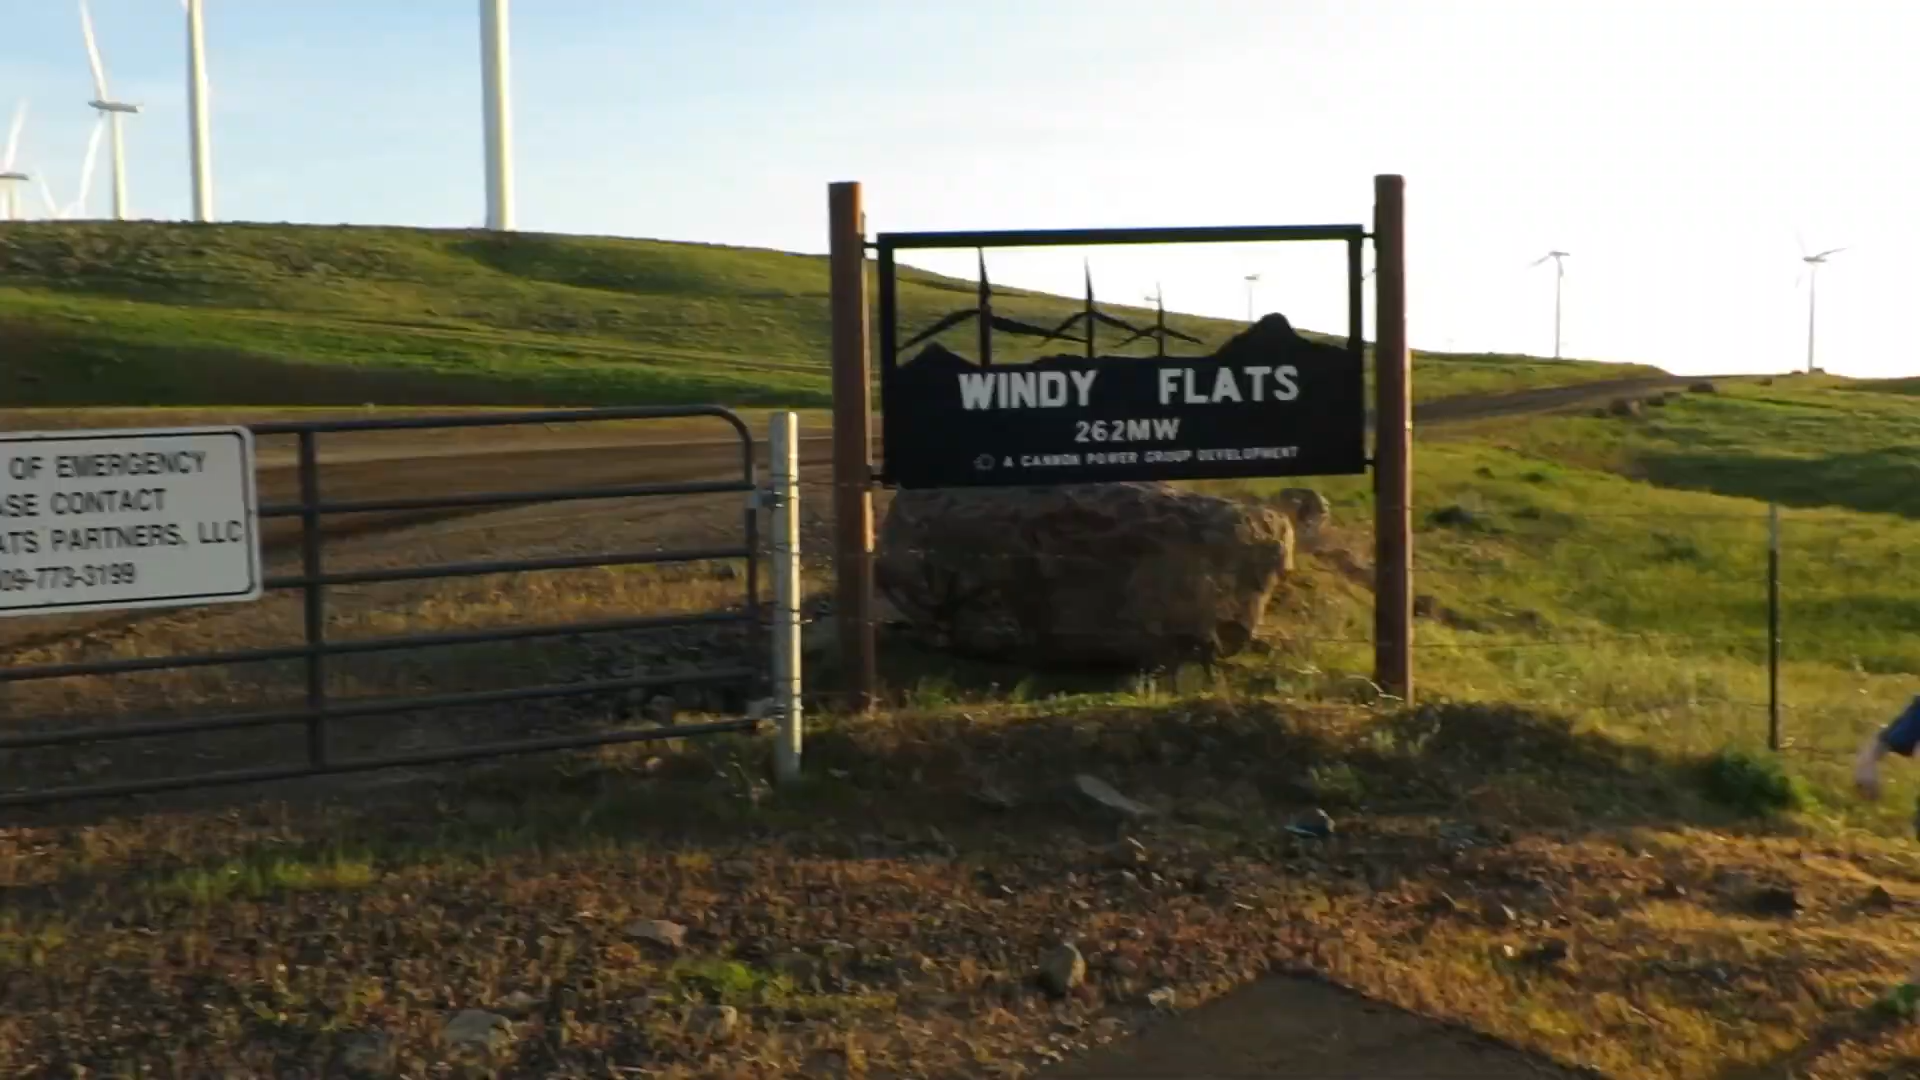 OF EMERGENCY
ASE CONTACT
ATS PARTNERS, LLC
09-773-3199
WINDY FLATS
262MW
A CANNON POWER GROUP DEVELOPMENT